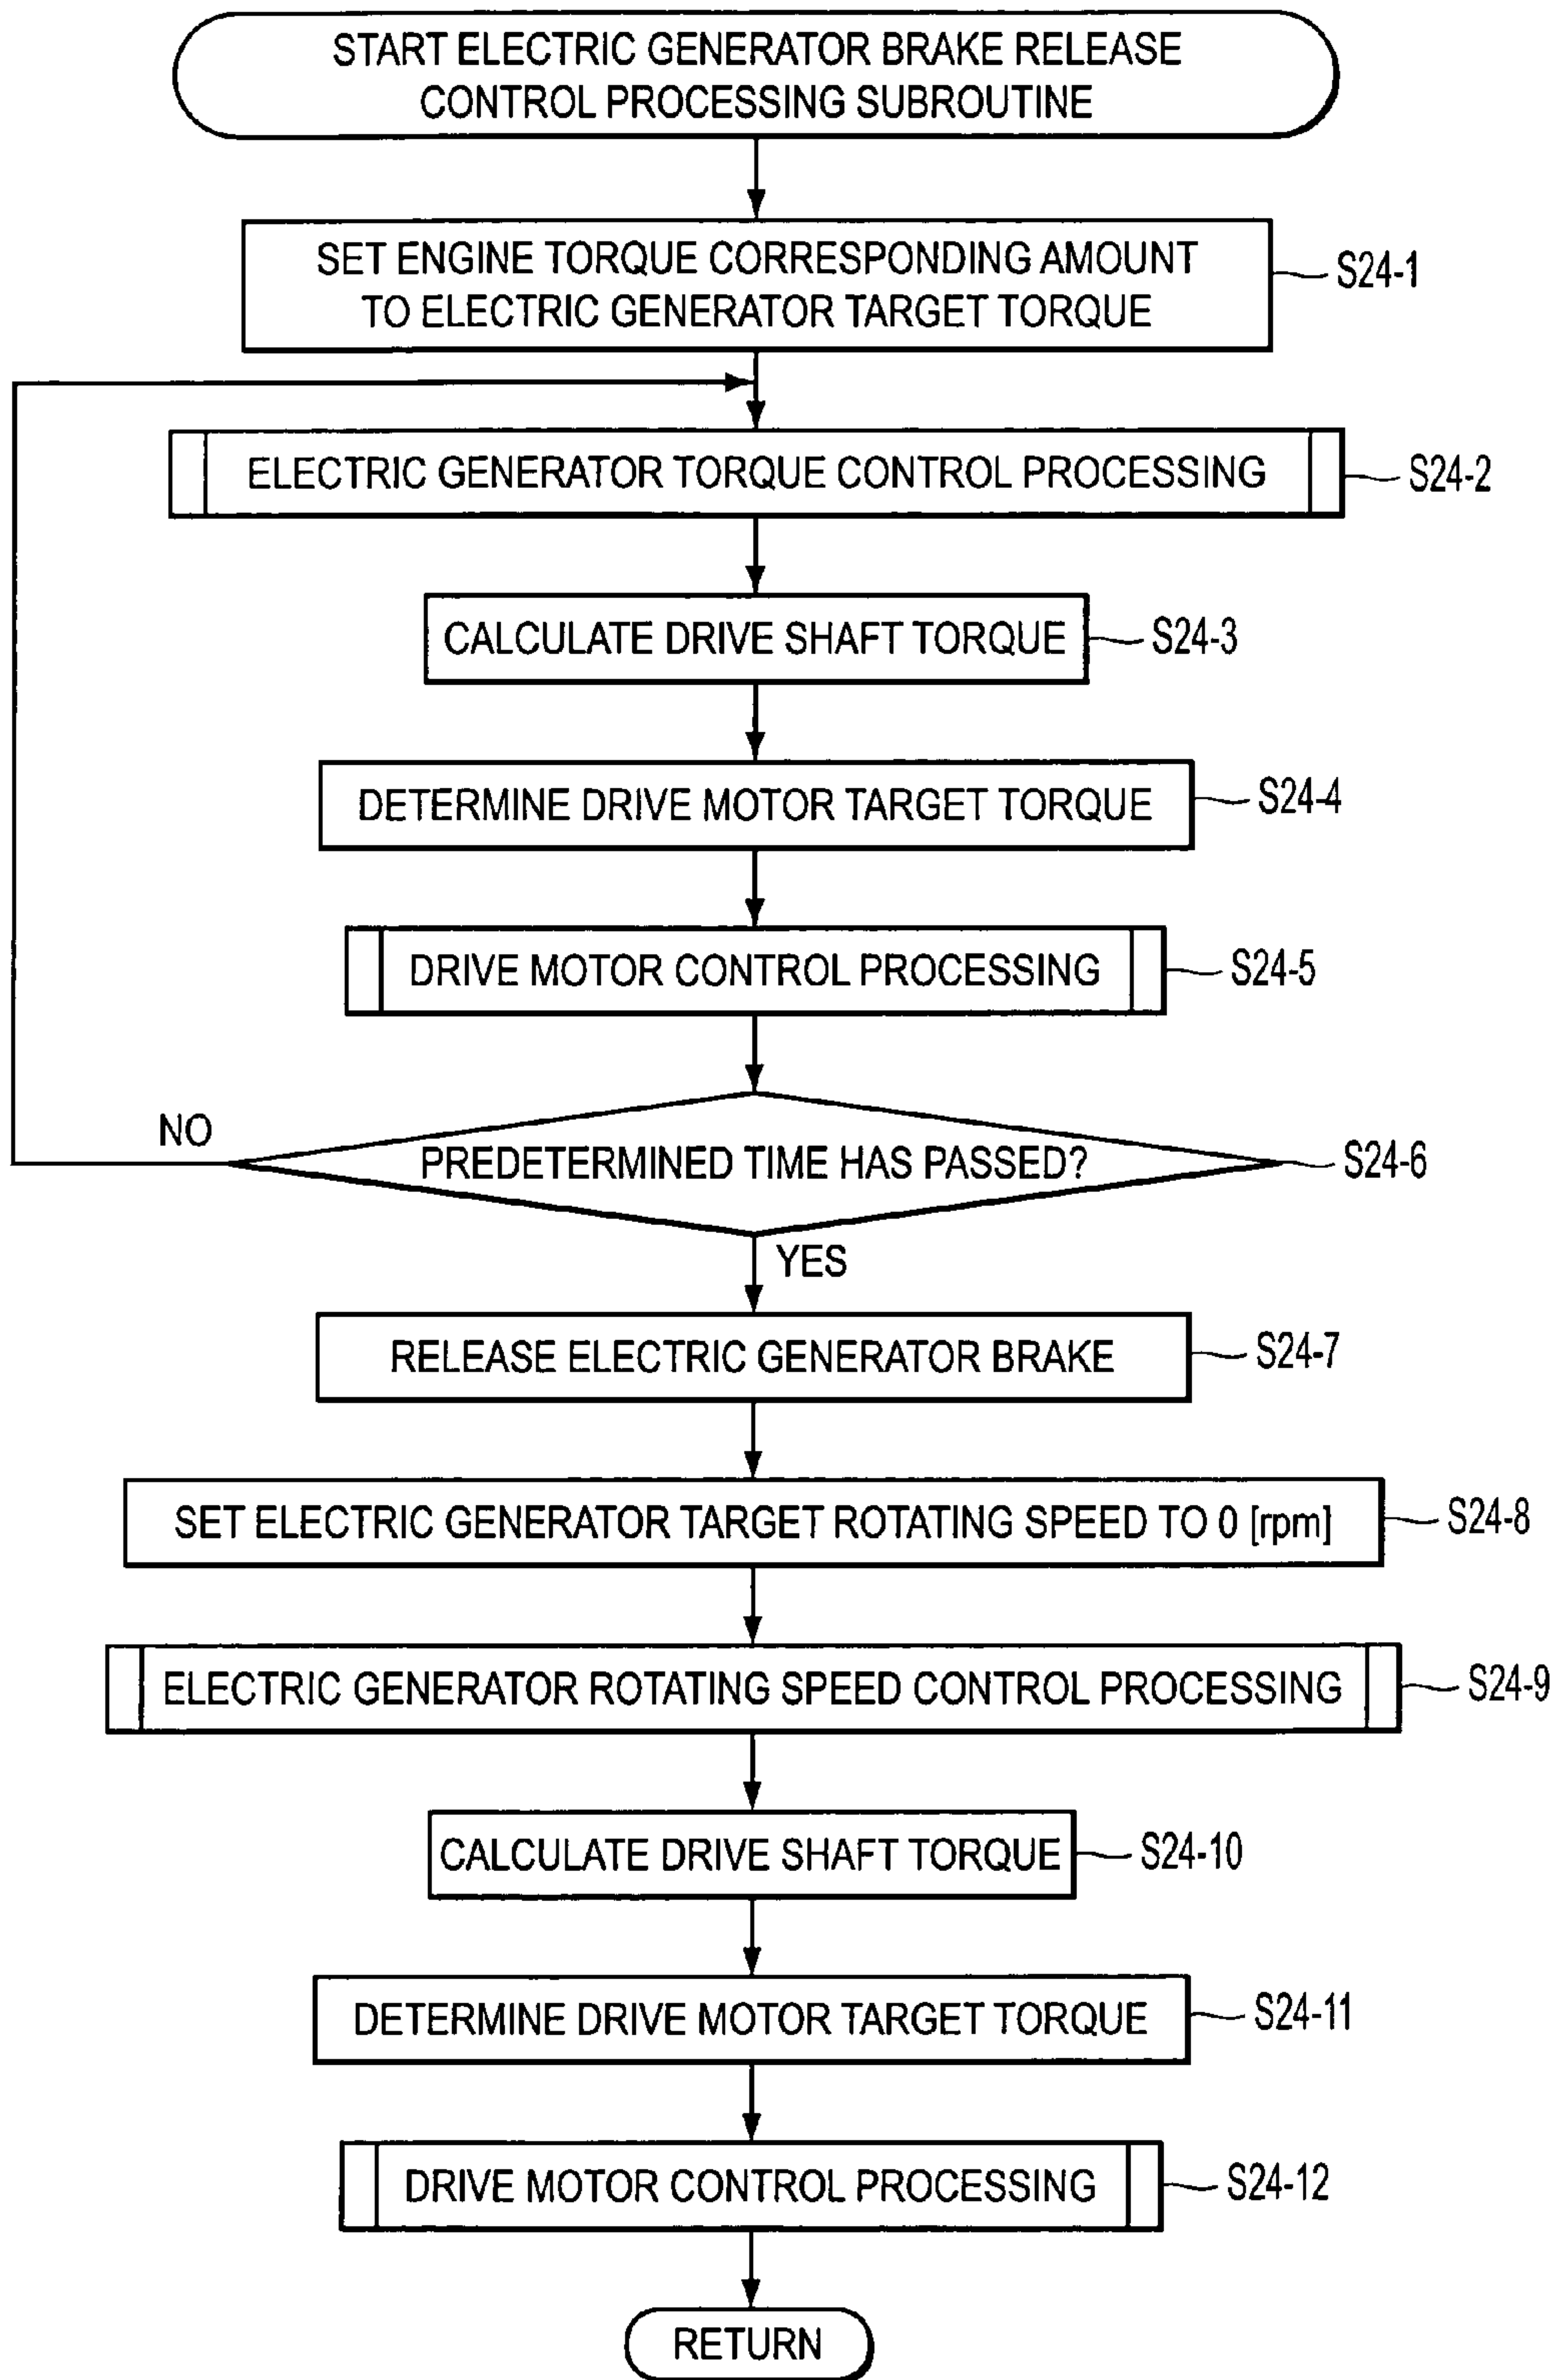 START ELECTRIC GENERATOR BRAKE RELEASE
CONTROL PROCESSING SUBROUTINE
SET ENGINE TORQUE CORRESPONDING AMOUNT
TO ELECTRIC GENERATOR TARGET TORQUE
S24-1
ELECTRIC GENERATOR TORQUE CONTROL PROCESSING
S24-2
CALCULATE DRIVE SHAFT TORQUE
S24-3
DETERMINE DRIVE MOTOR TARGET TORQUE
S24-4
DRIVE MOTOR CONTROL PROCESSING
S24-5
NO
PREDETERMINED TIME HAS PASSED?
S24-6
YES
RELEASE ELECTRIC GENERATOR BRAKE
S24-7
SET ELECTRIC GENERATOR TARGET ROTATING SPEED TO 0 [rpm]
S24-8
ELECTRIC GENERATOR ROTATING SPEED CONTROL PROCESSING
S24-9
CALCULATE DRIVE SHAFT TORQUE
S24-10
DETERMINE DRIVE MOTOR TARGET TORQUE
S24-11
DRIVE MOTOR CONTROL PROCESSING
S24-12
RETURN